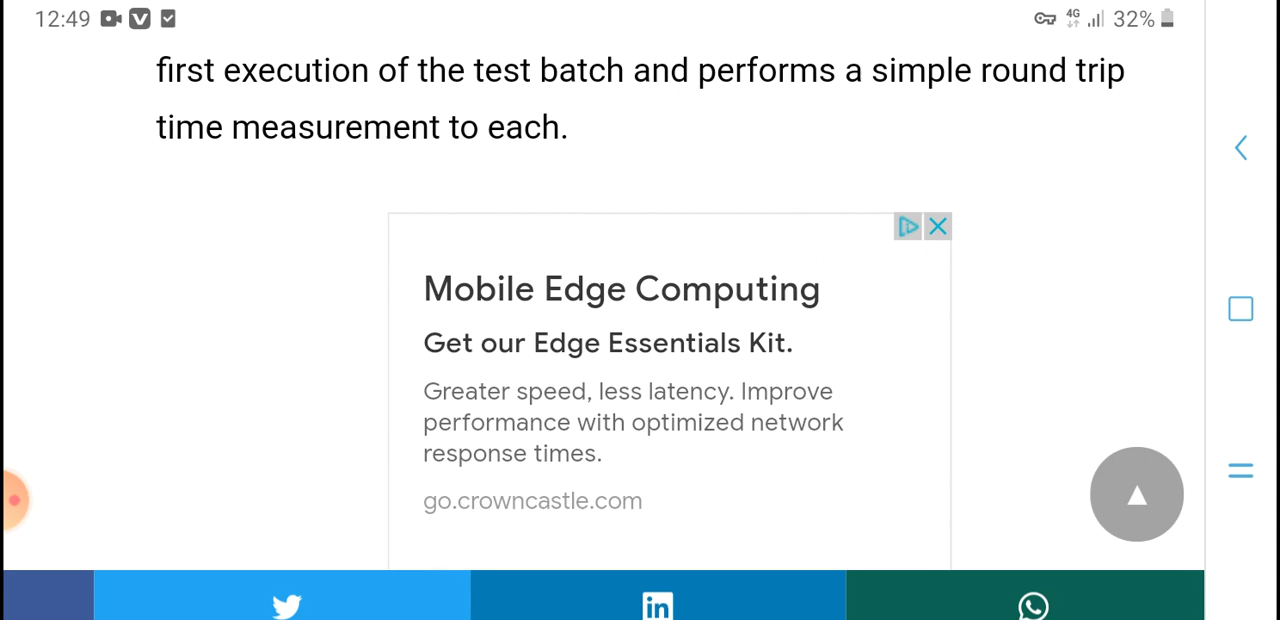 12:49
4G 32%
first execution of the test batch and performs a simple round trip
time measurement to each.
Mobile Edge Computing
Get our Edge Essentials Kit.
Greater speed, less latency. Improve
performance with optimized network
response times.
go.crowncastle.com
in